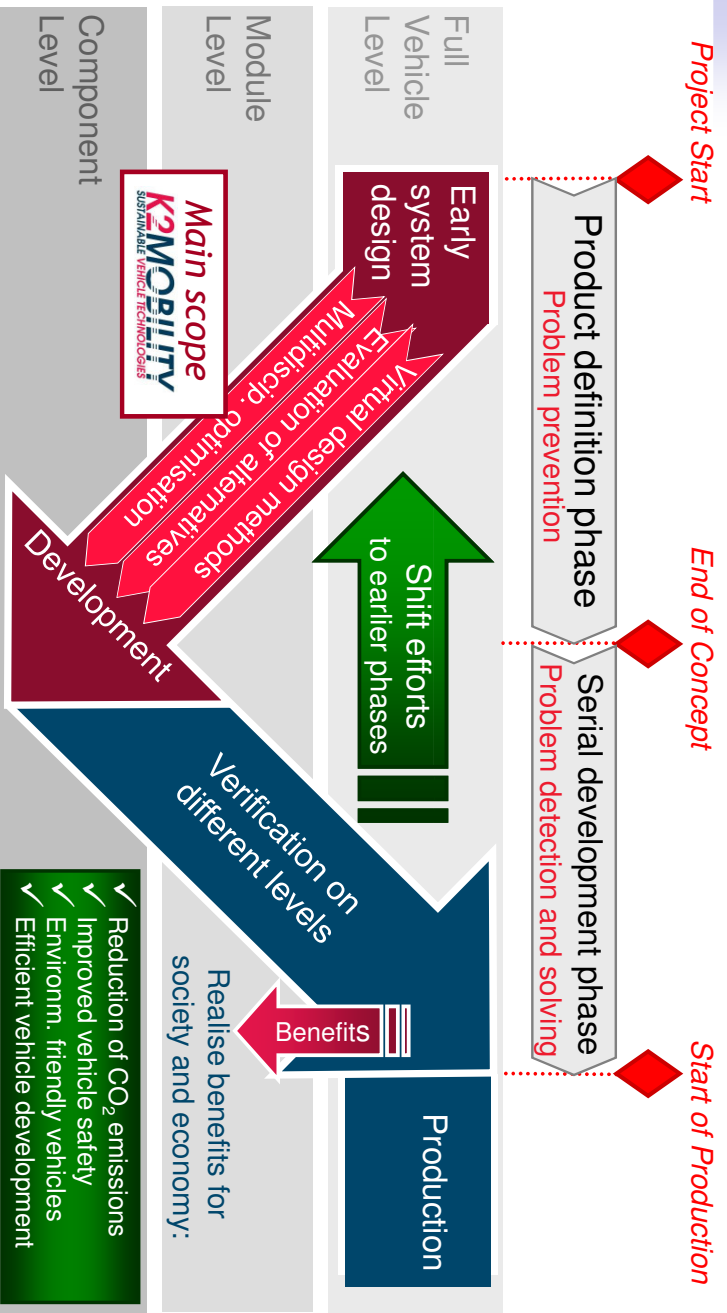 Project Start
End of Concept
Start of Production
Product definition phase
Problem prevention
Serial development phase
Problem detection and solving
Full
Vehicle
Level
Early
system
design
Shift efforts
to earlier phases
Production
Module
Level
Virtual design methods
Evaluation of alternatives
Multidiscip. optimisation
Verification on
different levels
Benefits
Realise benefits for
society and economy:
Main scope
K2MOBILITY
SUSTAINABLE VEHICLE TECHNOLOGIES
Component
Level
Development
✓ Reduction of CO₂ emissions
✓ Improved vehicle safety
✓ Environm. friendly vehicles
✓ Efficient vehicle development